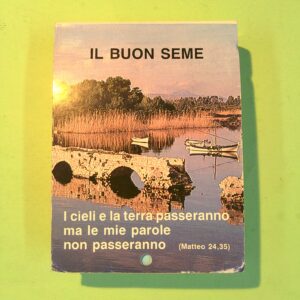 IL BUON SEME
I cieli e la terra passeranno
ma le mie parole
non passeranno (Matteo 24,35)